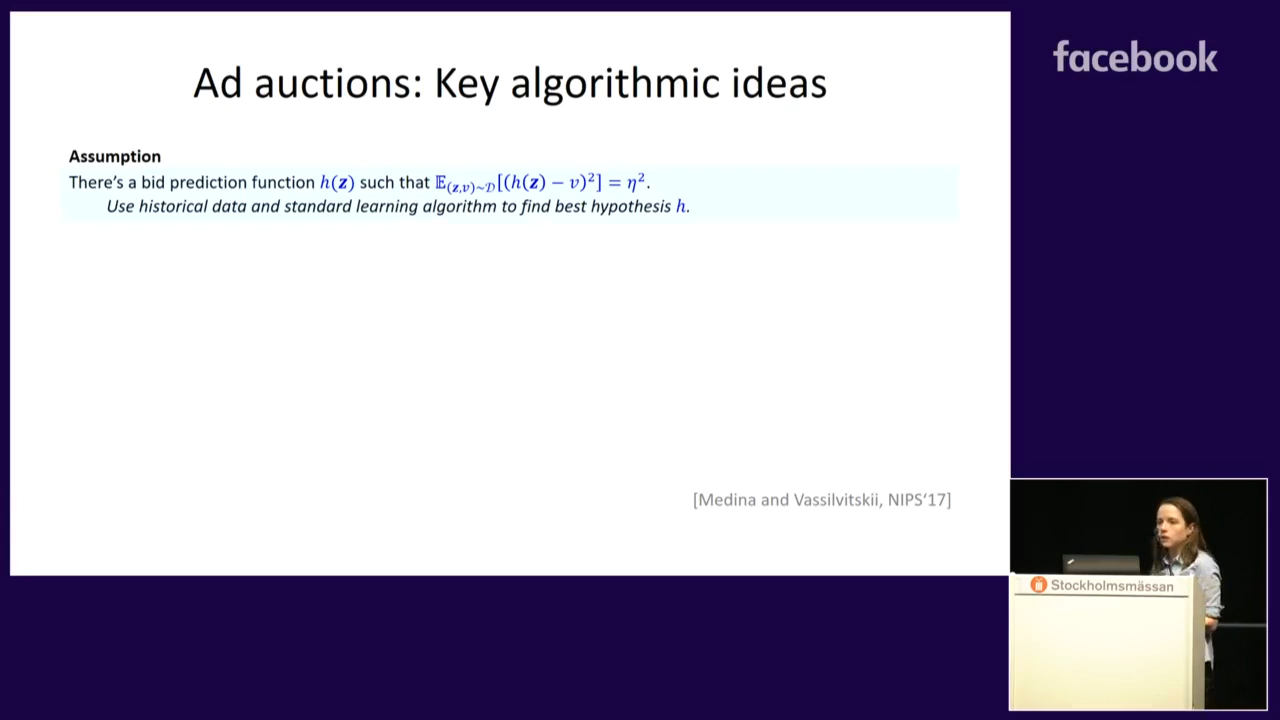 Ad auctions: Key algorithmic ideas
facebook
Assumption
There's a bid prediction function h(𝒛) such that 𝔼₍𝒛,𝑣₎∼𝒟[(h(𝒛) − 𝑣)²] = η².
Use historical data and standard learning algorithm to find best hypothesis h.
[Medina and Vassilvitskii, NIPS‘17]
Stockholmsmässan